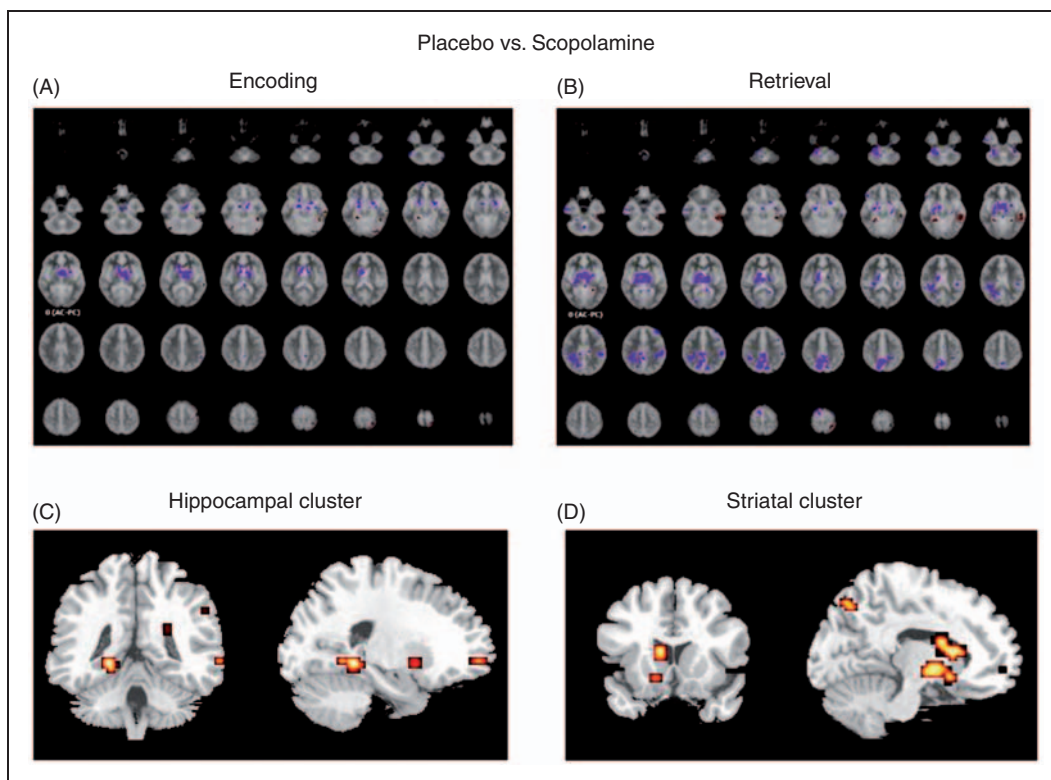 Placebo vs. Scopolamine
(A) Encoding
(B) Retrieval
0 (AC-PC)
0 (AC-PC)
(C) Hippocampal cluster
(D) Striatal cluster